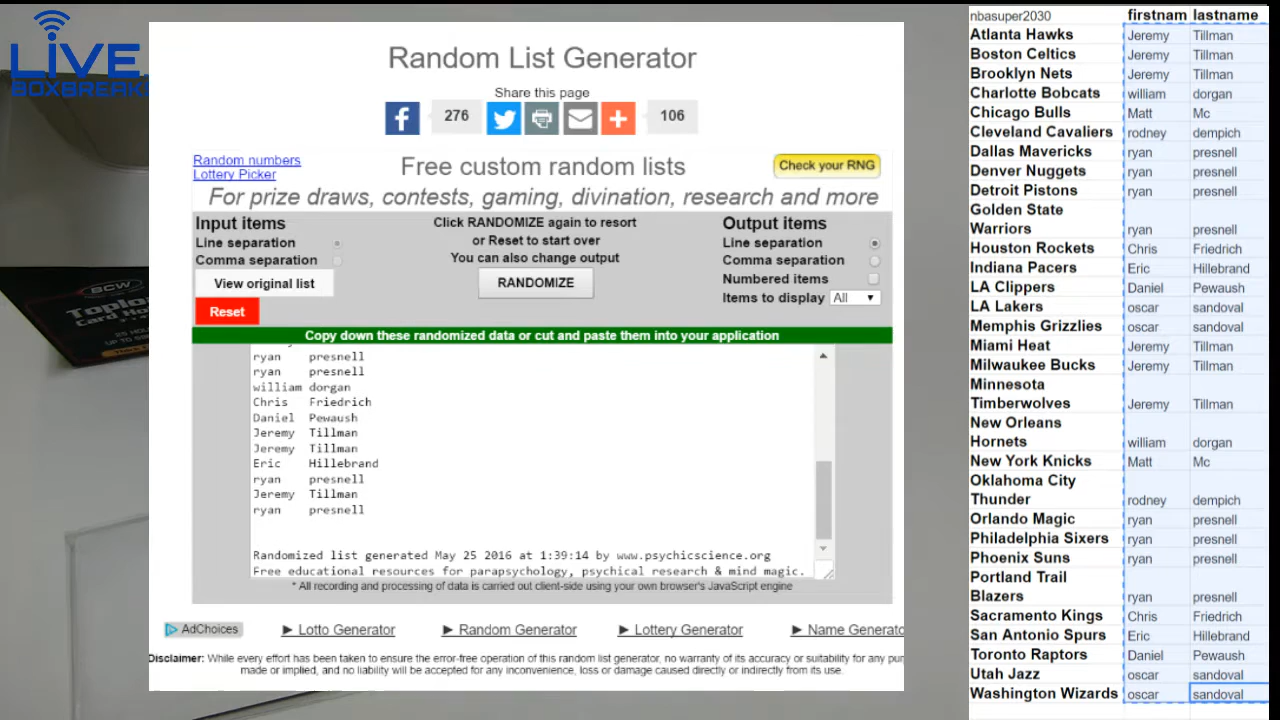 LIVE
BOXBREAK
BCW
Random List Generator
Share this page
276
106
Random numbers
Lottery Picker
Free custom random lists
Check your RNG
For prize draws, contests, gaming, divination, research and more
Input items
Line separation
Comma separation
View original list
Reset
Click RANDOMIZE again to resort
or Reset to start over
You can also change output
RANDOMIZE
Output items
Line separation
Comma separation
Numbered items
Items to display All
Copy down these randomized data or cut and paste them into your application
ryan presnell
ryan presnell
william dorgan
Chris Friedrich
Daniel Pewaush
Jeremy Tillman
Jeremy Tillman
Eric Hillebrand
ryan presnell
Jeremy Tillman
ryan presnell
Randomized list generated May 25 2016 at 1:39:14 by www.psychicscience.org
Free educational resources for parapsychology, psychical research & mind magic.
* All recording and processing of data is carried out client-side using your own browser's JavaScript engine
AdChoices
Lotto Generator
Random Generator
Lottery Generator
Name Generato
Disclaimer: While every effort has been taken to ensure the error-free operation of this random list generator, no warranty of its accuracy or suitability for any pur
made or implied, and no liability will be accepted for any inconvenience, loss or damage caused directly or indirectly from its use.
nbasuper2030 firstnam lastname
Atlanta Hawks Jeremy Tillman
Boston Celtics Jeremy Tillman
Brooklyn Nets Jeremy Tillman
Charlotte Bobcats william dorgan
Chicago Bulls Matt Mc
Cleveland Cavaliers rodney dempich
Dallas Mavericks ryan presnell
Denver Nuggets ryan presnell
Detroit Pistons ryan presnell
Golden State
Warriors ryan presnell
Houston Rockets Chris Friedrich
Indiana Pacers Eric Hillebrand
LA Clippers Daniel Pewaush
LA Lakers oscar sandoval
Memphis Grizzlies oscar sandoval
Miami Heat Jeremy Tillman
Milwaukee Bucks Jeremy Tillman
Minnesota
Timberwolves Jeremy Tillman
New Orleans
Hornets william dorgan
New York Knicks Matt Mc
Oklahoma City
Thunder rodney dempich
Orlando Magic ryan presnell
Philadelphia Sixers ryan presnell
Phoenix Suns ryan presnell
Portland Trail
Blazers ryan presnell
Sacramento Kings Chris Friedrich
San Antonio Spurs Eric Hillebrand
Toronto Raptors Daniel Pewaush
Utah Jazz oscar sandoval
Washington Wizards oscar sandoval